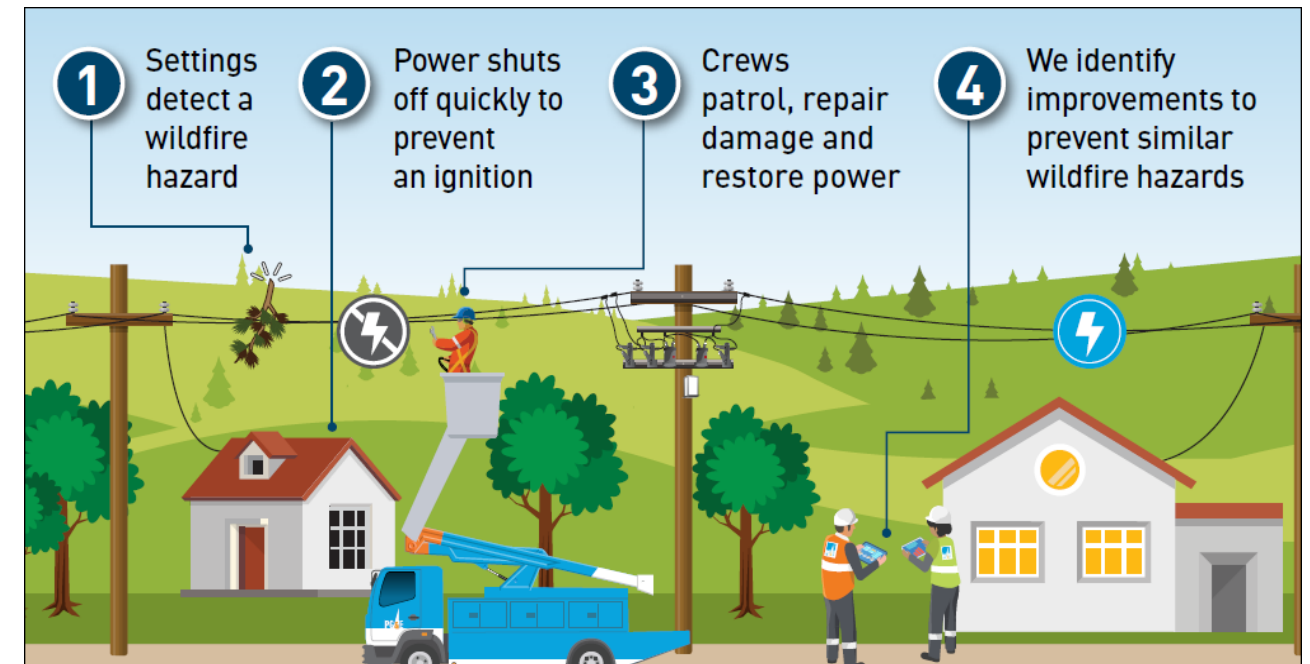 1
Settings
detect a
wildfire
hazard
2
Power shuts
off quickly to
prevent
an ignition
3
Crews
patrol, repair
damage and
restore power
4
We identify
improvements to
prevent similar
wildfire hazards
PG&E